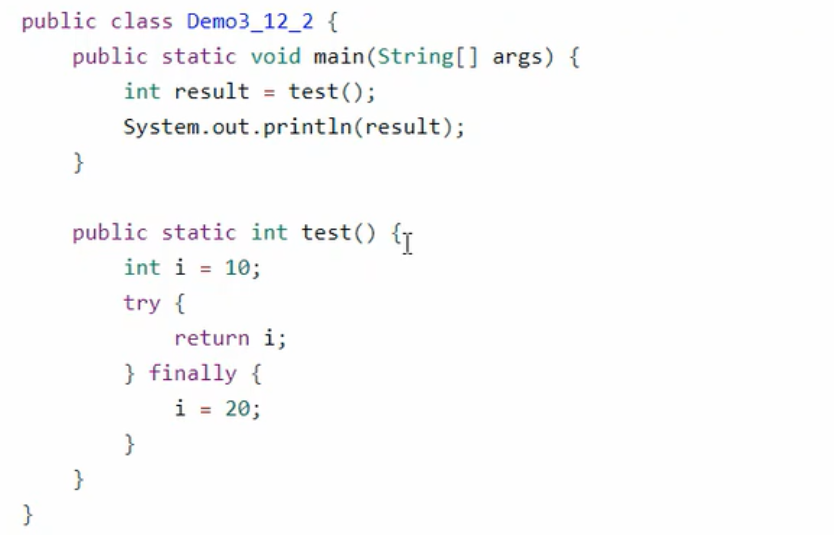 public class Demo3_12_2 {
    public static void main(String[] args) {
        int result = test();
        System.out.println(result);
    }

    public static int test() {
        int i = 10;
        try {
            return i;
        } finally {
            i = 20;
        }
    }
}